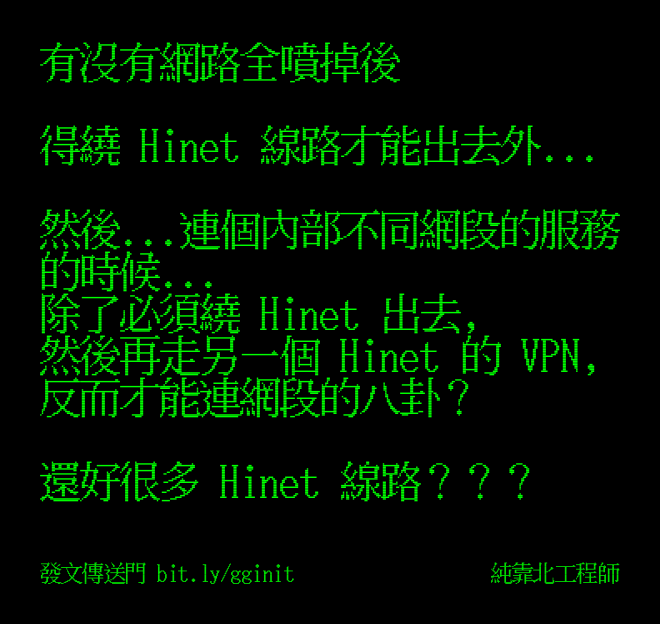 有沒有網路全噴掉後
得繞 Hinet 線路才能出去外...
然後...連個內部不同網段的服務
的時候...
除了必須繞 Hinet 出去,
然後再走另一個 Hinet 的 VPN,
反而才能連網段的八卦？
還好很多 Hinet 線路？？？
發文傳送門 bit.ly/gginit
純靠北工程師